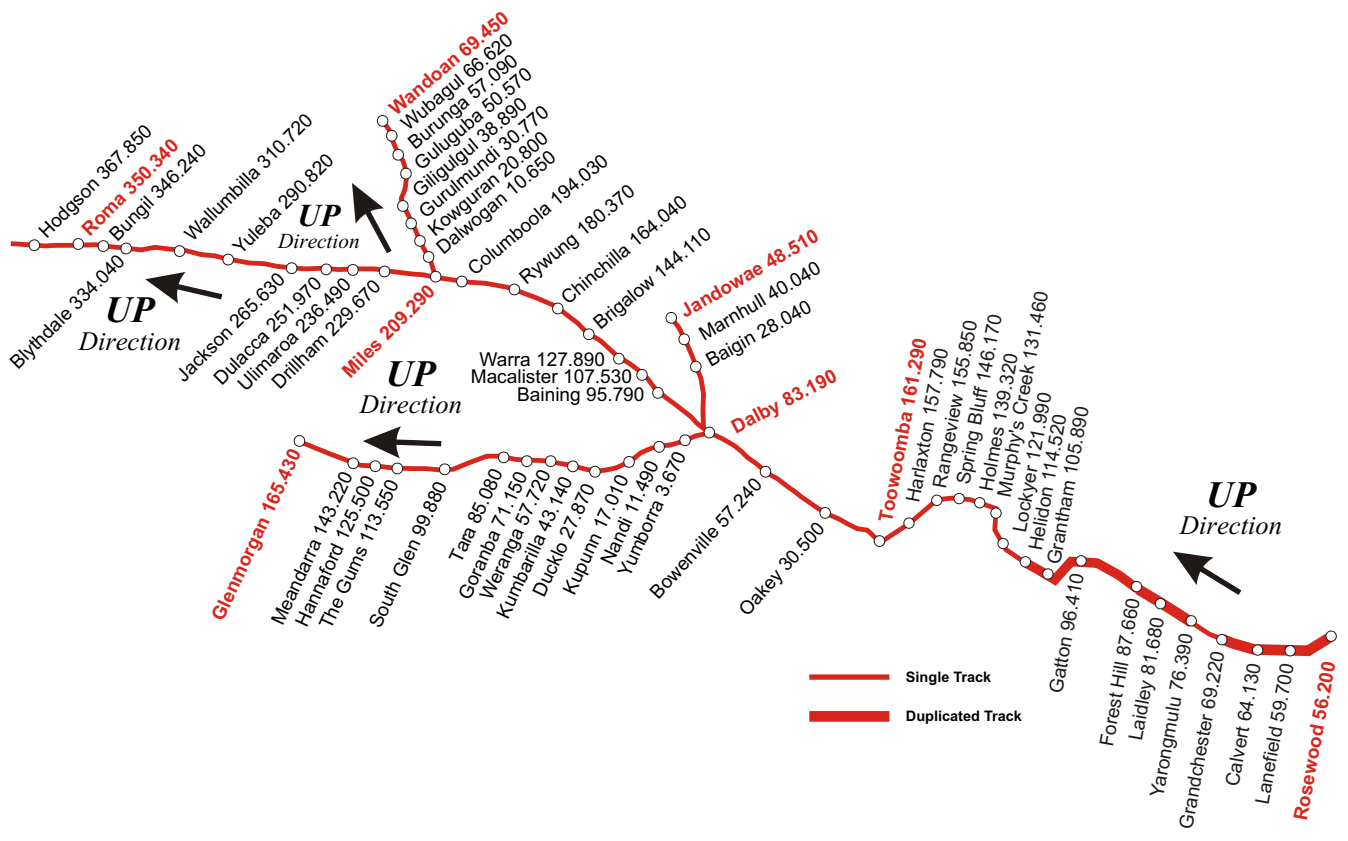 Wandoan 69.450
Wubagul 66.620
Burunga 57.090
Guluguba 50.570
Giligulgul 38.890
Gurulmundi 30.770
Kowguran 20.800
Dalwogan 10.650
Hodgson 367.850
Roma 350.340
Bungil 346.240
Wallumbilla 310.720
Yuleba 290.820
UP
Direction
Columboola 194.030
Rywung 180.370
Chinchilla 164.040
Brigalow 144.110
Blythdale 334.040
UP
Direction
Jackson 265.630
Dulacca 251.970
Ulimaroa 236.490
Drillham 229.670
Miles 209.290
Warra 127.890
Macalister 107.530
Baining 95.790
Jandowae 48.510
Marnhull 40.040
Baigin 28.040
Dalby 83.190
UP
Direction
Glenmorgan 165.430
Meandarra 143.220
Hannaford 125.500
The Gums 113.550
South Glen 99.880
Tara 85.080
Goranba 71.150
Weranga 57.720
Kumbarilla 43.140
Ducklo 27.870
Kupunn 17.010
Nandi 11.490
Yumborra 3.670
Bowenville 57.240
Oakey 30.500
Toowoomba 161.290
Harlaxton 157.790
Rangeview 155.850
Spring Bluff 146.170
Holmes 139.320
Murphy's Creek 131.460
Lockyer 121.990
Helidon 114.520
Grantham 105.890
UP
Direction
Gatton 96.410
Forest Hill 87.660
Laidley 81.680
Yarongmulu 76.390
Grandchester 69.220
Calvert 64.130
Lanefield 59.700
Rosewood 56.200
Single Track
Duplicated Track